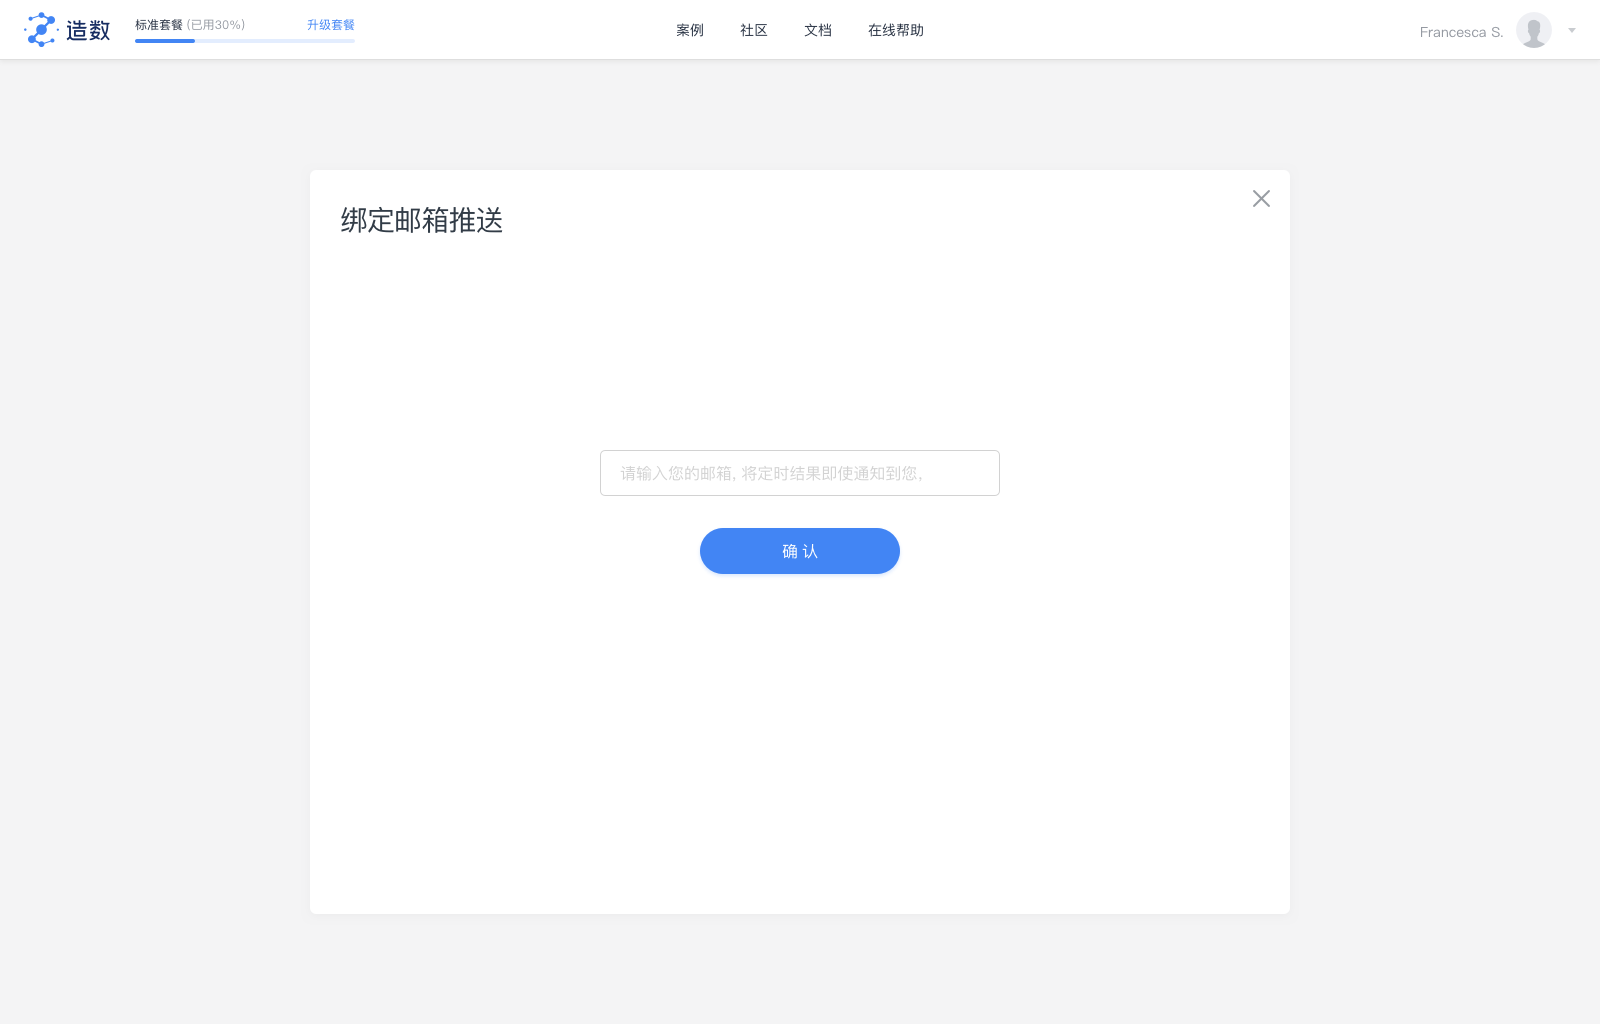 造数
标准套餐 (已用30%)
升级套餐
案例
社区
文档
在线帮助
Francesca S.
绑定邮箱推送
请输入您的邮箱, 将定时结果即使通知到您,
确 认